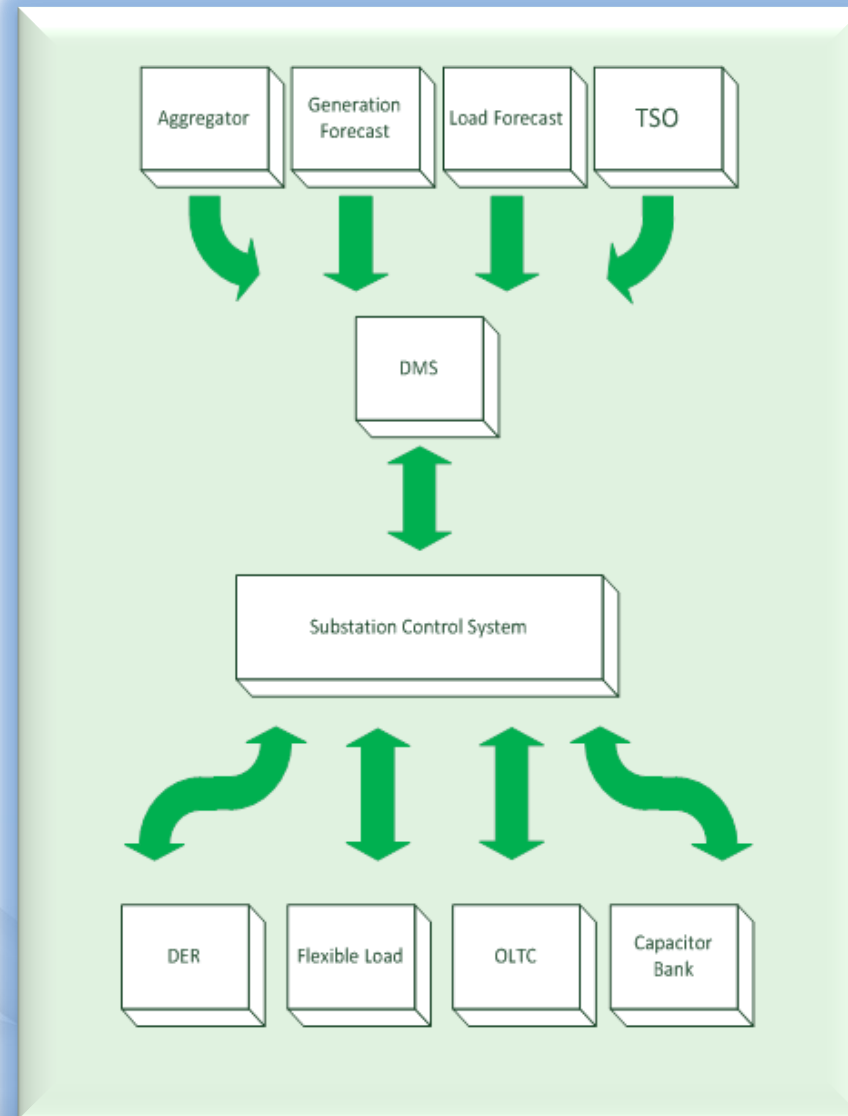 Aggregator
Generation
Forecast
Load Forecast
TSO
DMS
Substation Control System
DER
Flexible Load
OLTC
Capacitor
Bank